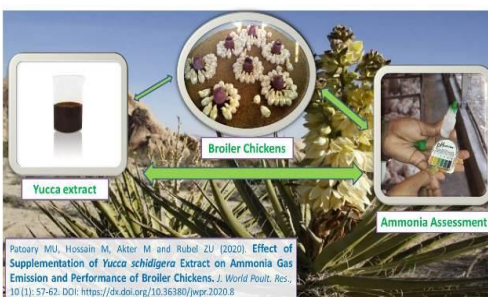 Broiler Chickens
Yucca extract
Ammonia Assessment
Patoary MU, Hossain M, Akter M and Rubel ZU (2020). Effect of
Supplementation of Yucca schidigera Extract on Ammonia Gas
Emission and Performance of Broiler Chickens. J. World Poult. Res.,
10 (1): 57-62. DOI: https://dx.doi.org/10.36380/jwpr.2020.8